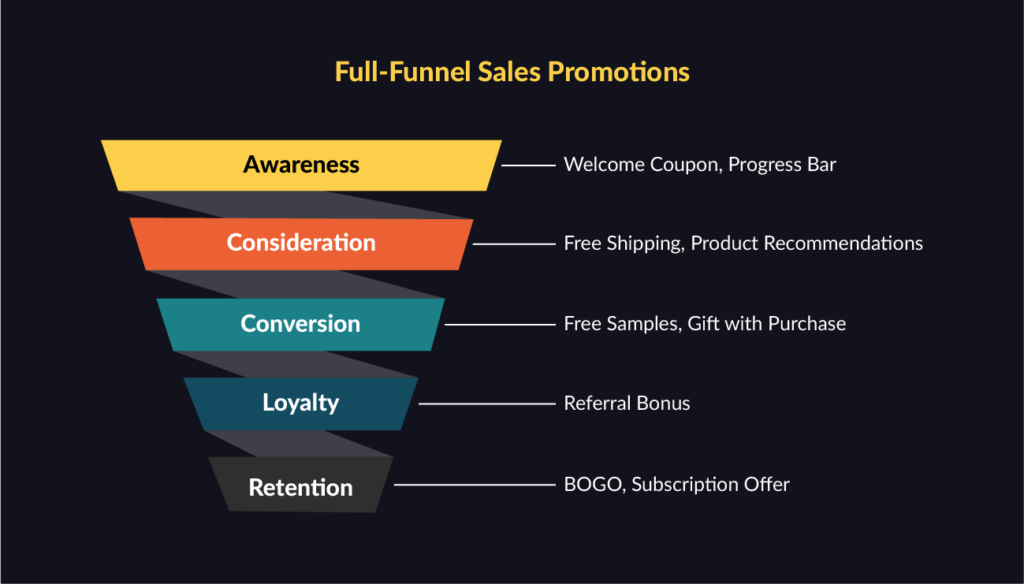 Full-Funnel Sales Promotions
Awareness
Welcome Coupon, Progress Bar
Consideration
Free Shipping, Product Recommendations
Conversion
Free Samples, Gift with Purchase
Loyalty
Referral Bonus
Retention
BOGO, Subscription Offer